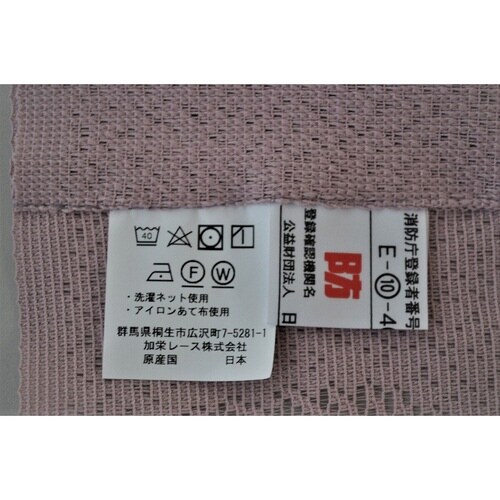 40
F W
・洗濯ネット使用
・アイロンあて布使用
群馬県桐生市広沢町7-5281-1
加栄レース株式会社
原産国 日本
消防庁登録者番号
E-⑩-4
登録確認機関名
公益財団法人 日